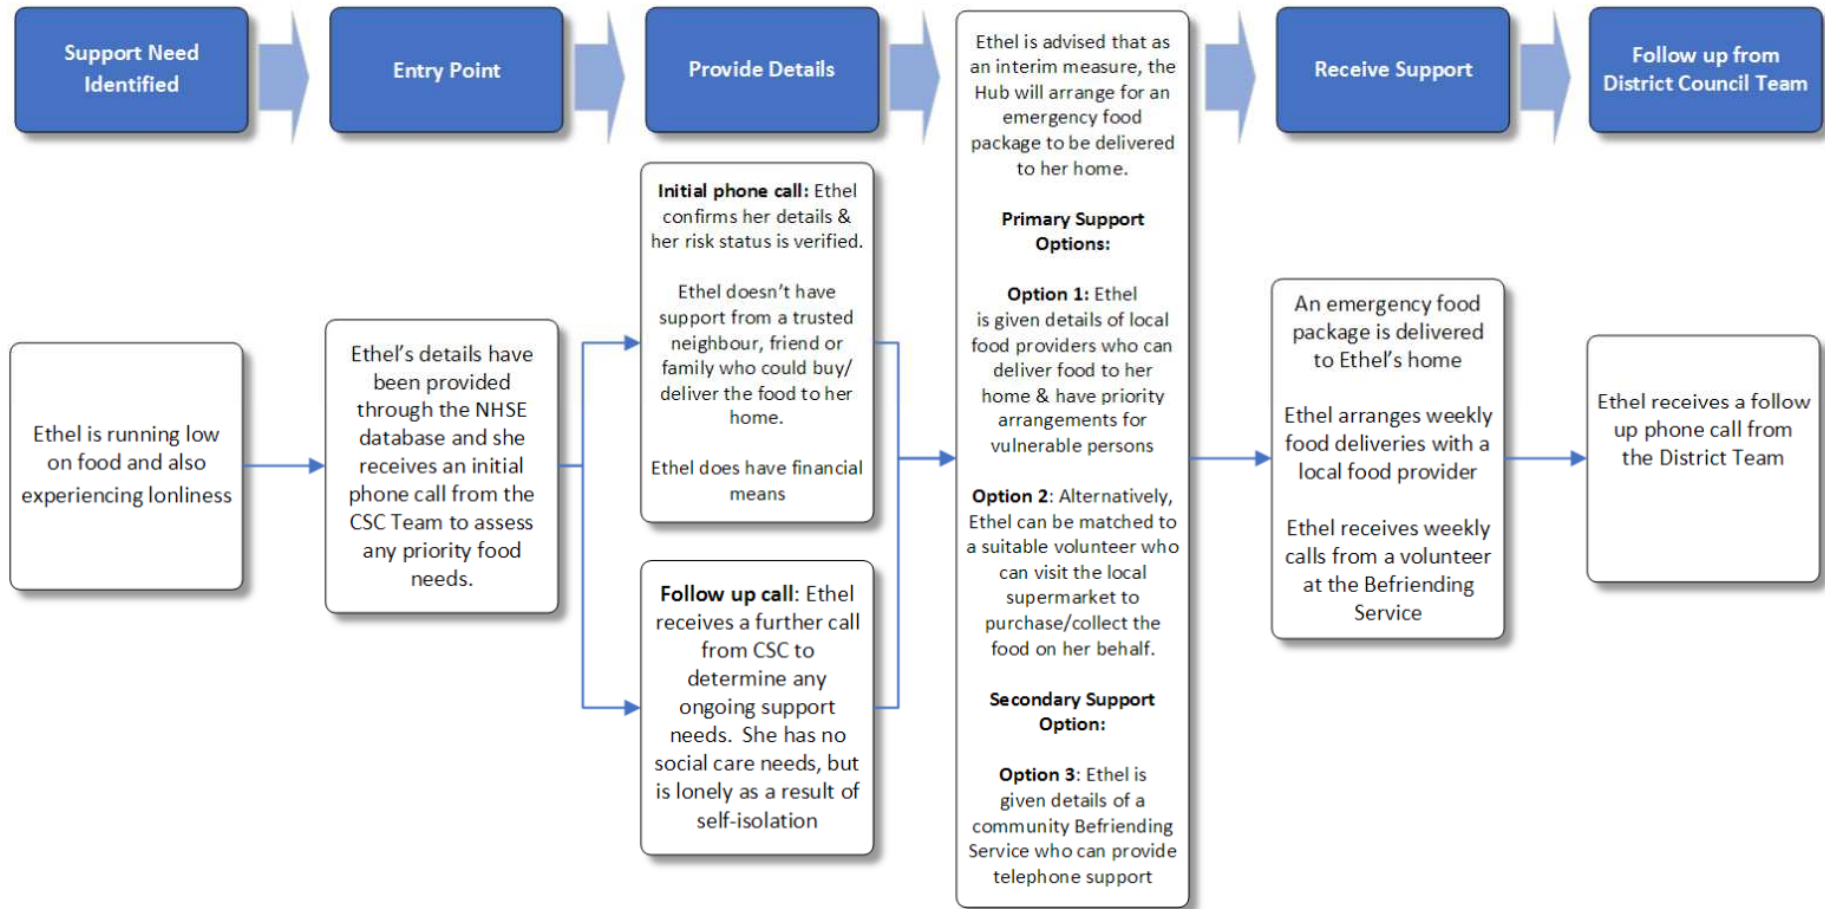 Support Need
Identified
Entry Point
Provide Details
Receive Support
Follow up from
District Council Team
Ethel is running low
on food and also
experiencing lonliness
Ethel’s details have
been provided
through the NHSE
database and she
receives an initial
phone call from the
CSC Team to assess
any priority food
needs.
Initial phone call: Ethel
confirms her details &
her risk status is verified.
Ethel doesn’t have
support from a trusted
neighbour, friend or
family who could buy/
deliver the food to her
home.
Ethel does have financial
means
Follow up call: Ethel
receives a further call
from CSC to
determine any
ongoing support
needs. She has no
social care needs, but
is lonely as a result of
self-isolation
Ethel is advised that as
an interim measure, the
Hub will arrange for an
emergency food
package to be delivered
to her home.
Primary Support
Options:
Option 1: Ethel
is given details of local
food providers who can
deliver food to her
home & have priority
arrangements for
vulnerable persons
Option 2: Alternatively,
Ethel can be matched to
a suitable volunteer who
can visit the local
supermarket to
purchase/collect the
food on her behalf.
Secondary Support
Option:
Option 3: Ethel is
given details of a
community Befriending
Service who can provide
telephone support
An emergency food
package is delivered
to Ethel’s home
Ethel arranges weekly
food deliveries with a
local food provider
Ethel receives weekly
calls from a volunteer
at the Befriending
Service
Ethel receives a follow
up phone call from
the District Team